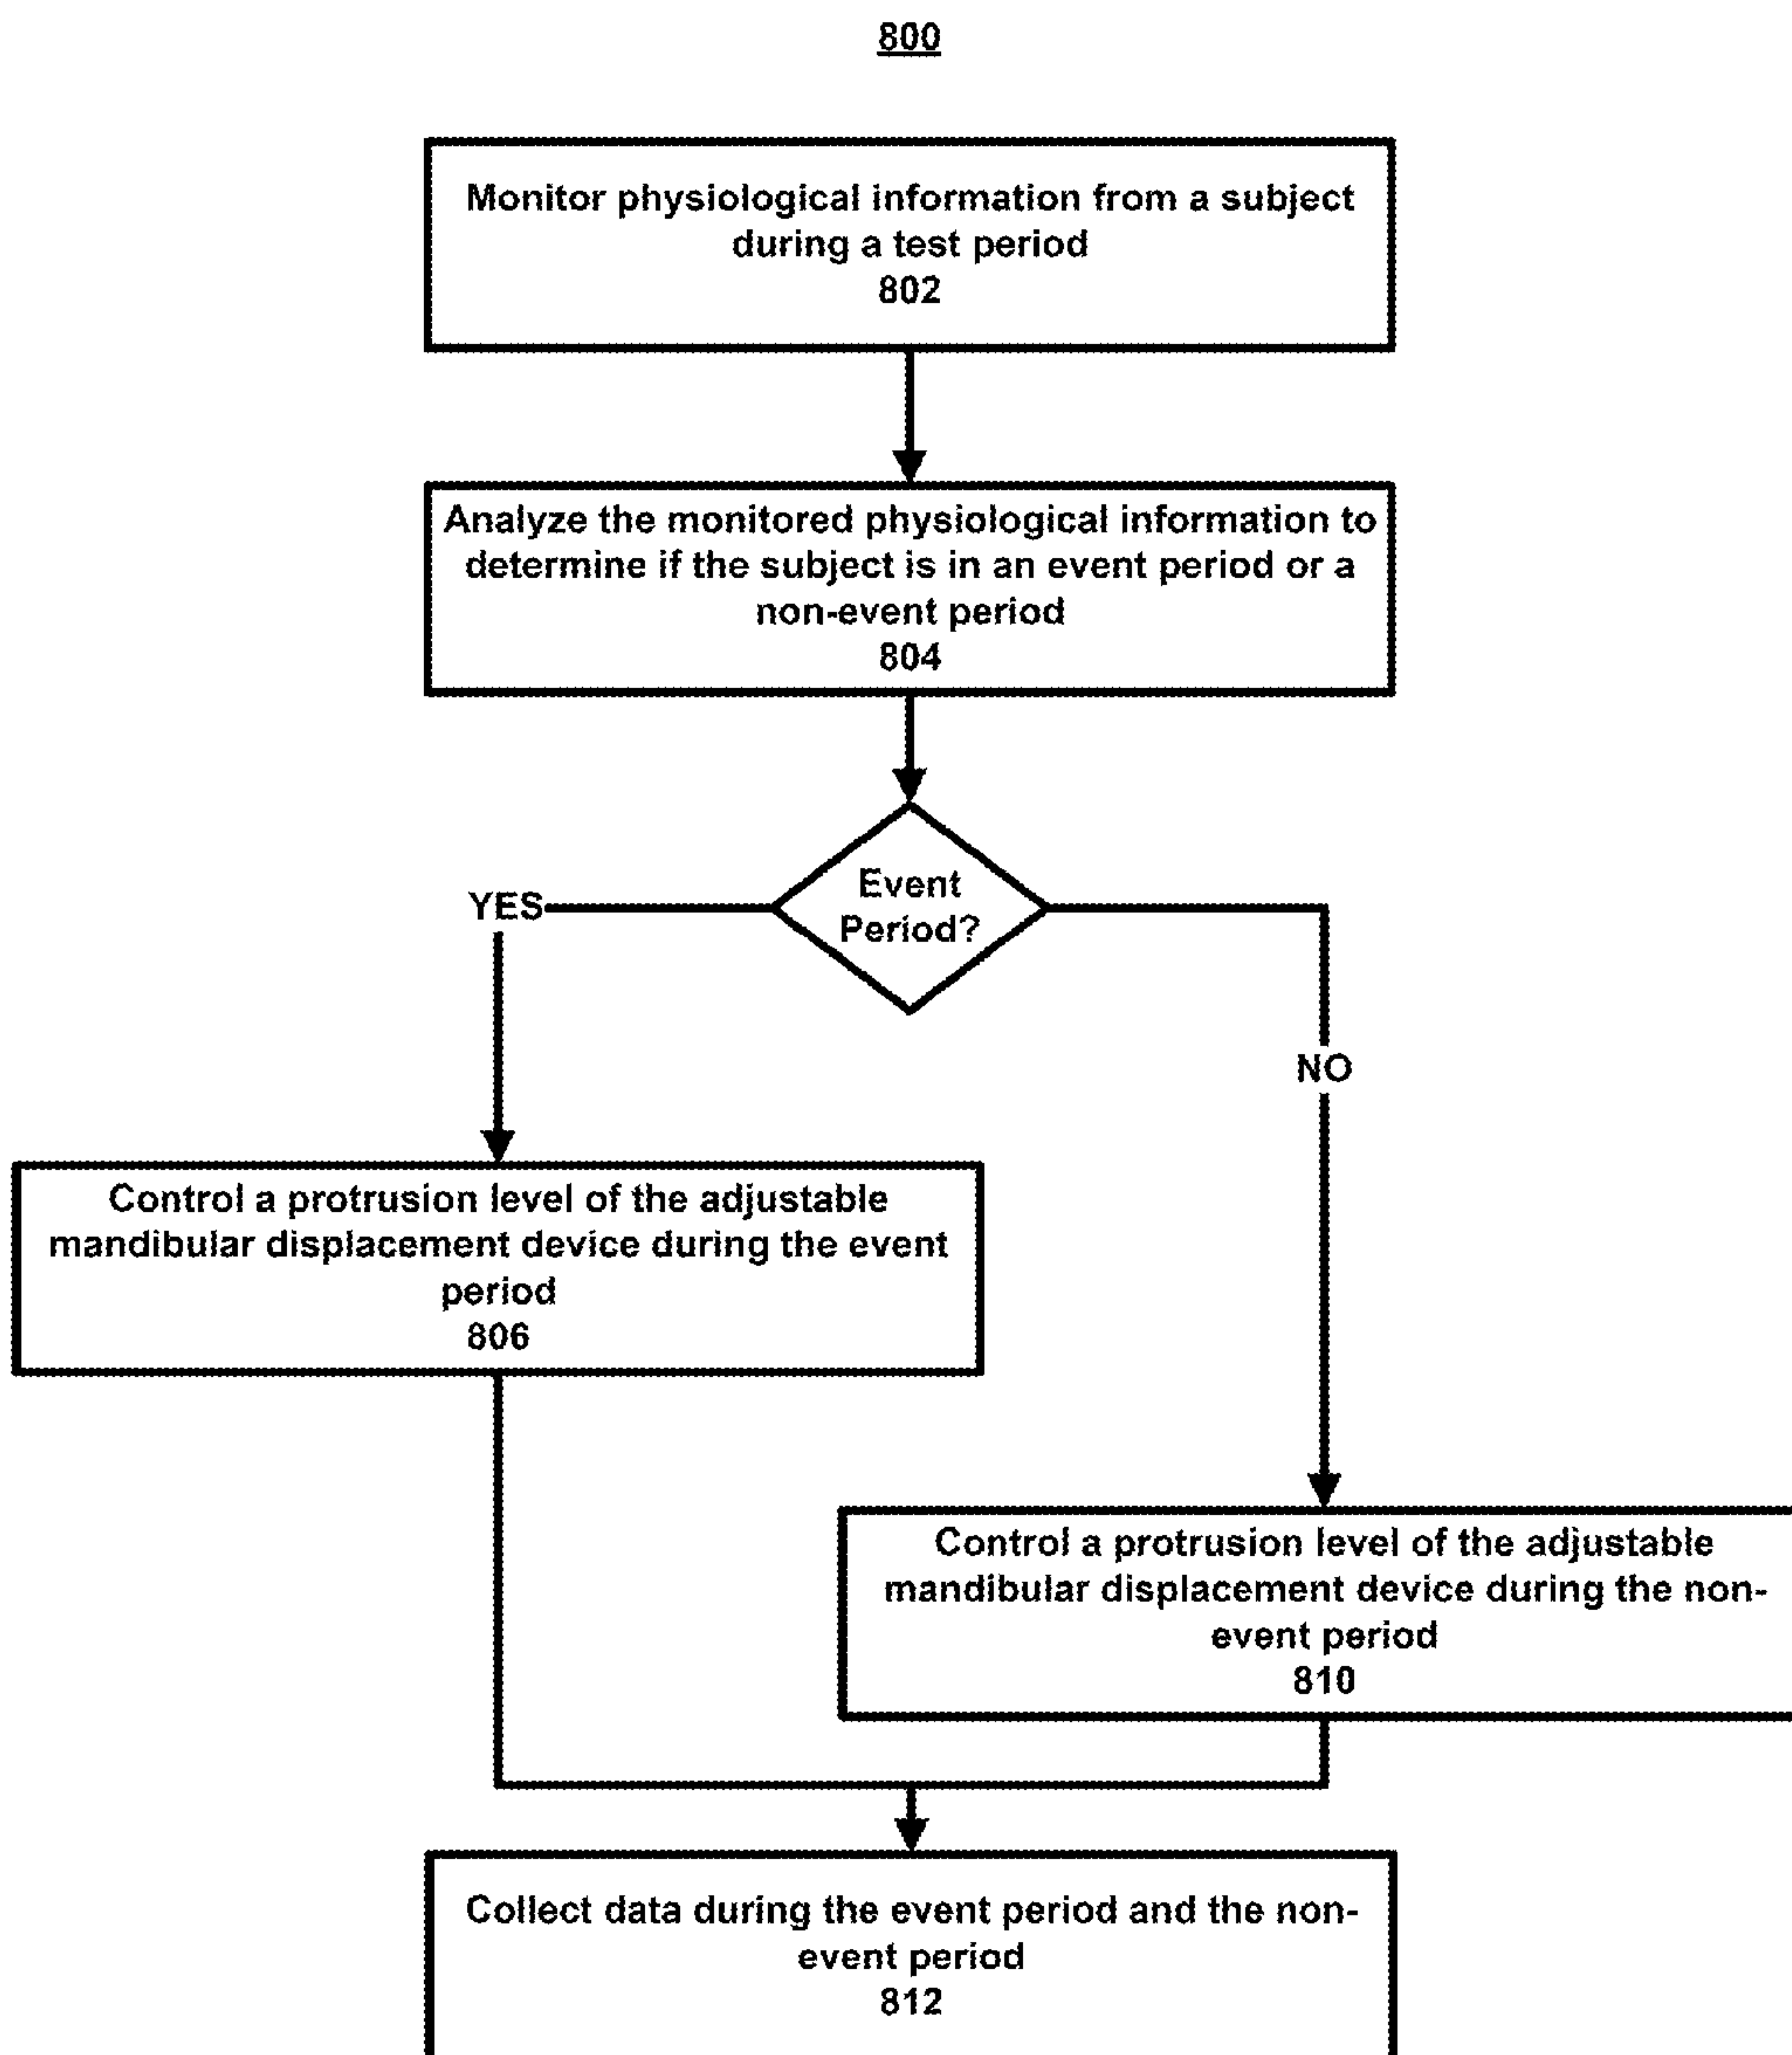 800
Monitor physiological information from a subject
during a test period
802
Analyze the monitored physiological information to
determine if the subject is in an event period or a
non-event period
804
Event
Period?
YES
NO
Control a protrusion level of the adjustable
mandibular displacement device during the event
period
806
Control a protrusion level of the adjustable
mandibular displacement device during the non-
event period
810
Collect data during the event period and the non-
event period
812